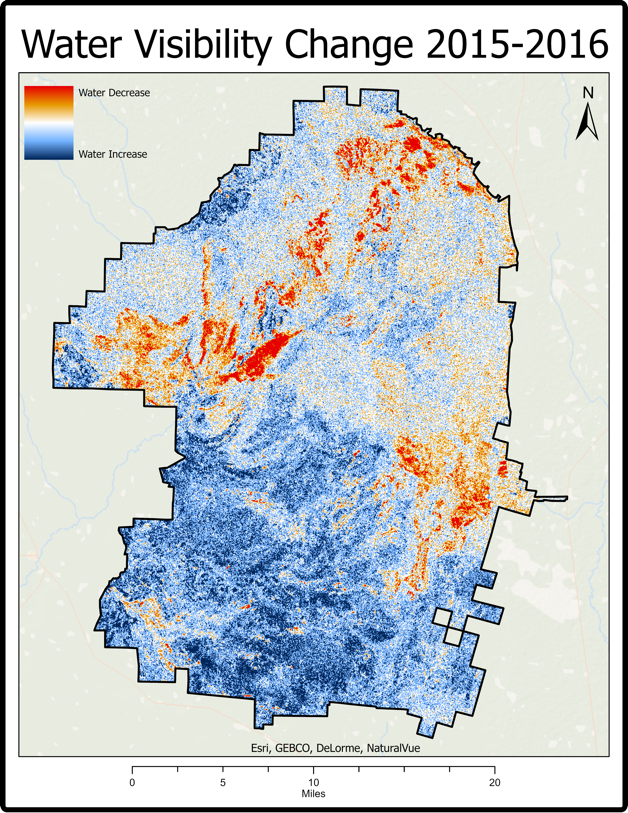 Water Visibility Change 2015-2016
Water Decrease
N
Water Increase
Esri, GEBCO, DeLorme, NaturalVue
0 5 10 20
Miles